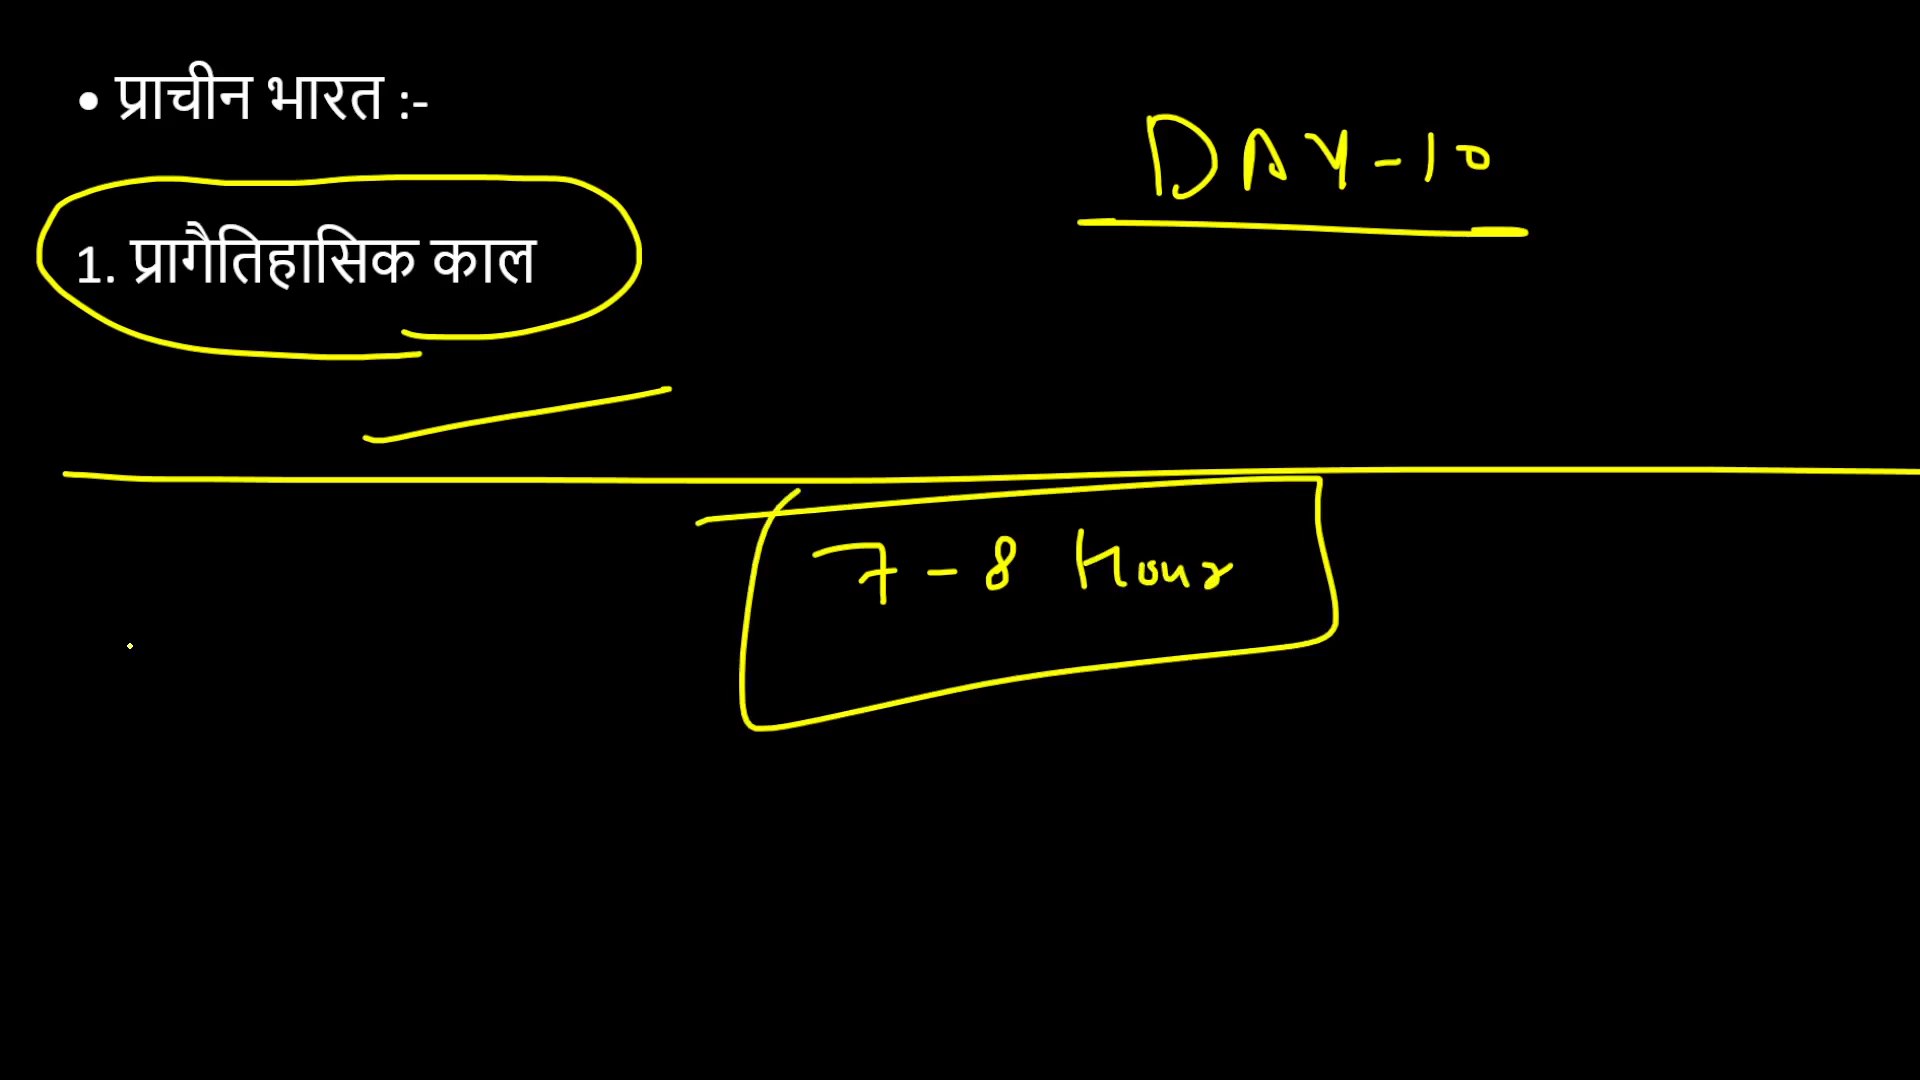 • प्राचीन भारत :-
DAY-10
1. प्रागैतिहासिक काल
7-8 Hour